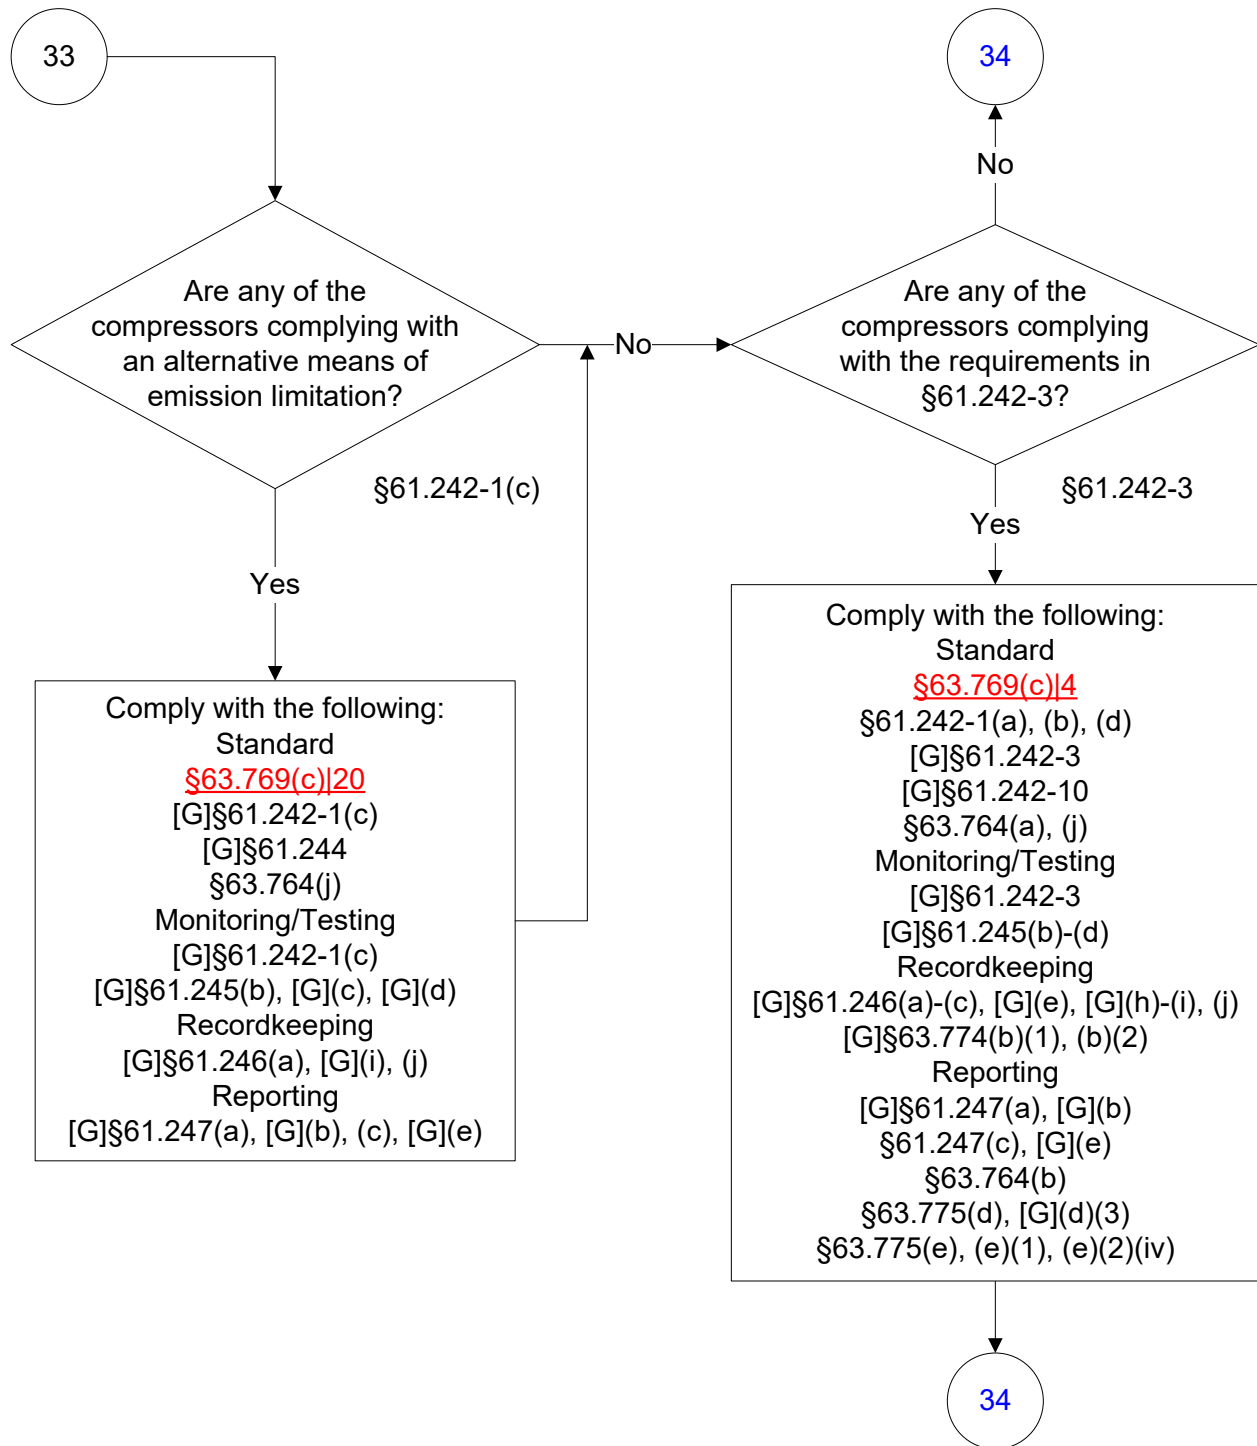 33
Are any of the
compressors complying with
an alternative means of
emission limitation?
§61.242-1(c)
No
Yes
Comply with the following:
Standard
§63.769(c)|20
[G]§61.242-1(c)
[G]§61.244
§63.764(j)
Monitoring/Testing
[G]§61.242-1(c)
[G]§61.245(b), [G](c), [G](d)
Recordkeeping
[G]§61.246(a), [G](i), (j)
Reporting
[G]§61.247(a), [G](b), (c), [G](e)
34
No
Are any of the
compressors complying
with the requirements in
§61.242-3?
§61.242-3
Yes
Comply with the following:
Standard
§63.769(c)|4
§61.242-1(a), (b), (d)
[G]§61.242-3
[G]§61.242-10
§63.764(a), (j)
Monitoring/Testing
[G]§61.242-3
[G]§61.245(b)-(d)
Recordkeeping
[G]§61.246(a)-(c), [G](e), [G](h)-(i), (j)
[G]§63.774(b)(1), (b)(2)
Reporting
[G]§61.247(a), [G](b)
§61.247(c), [G](e)
§63.764(b)
§63.775(d), [G](d)(3)
§63.775(e), (e)(1), (e)(2)(iv)
34